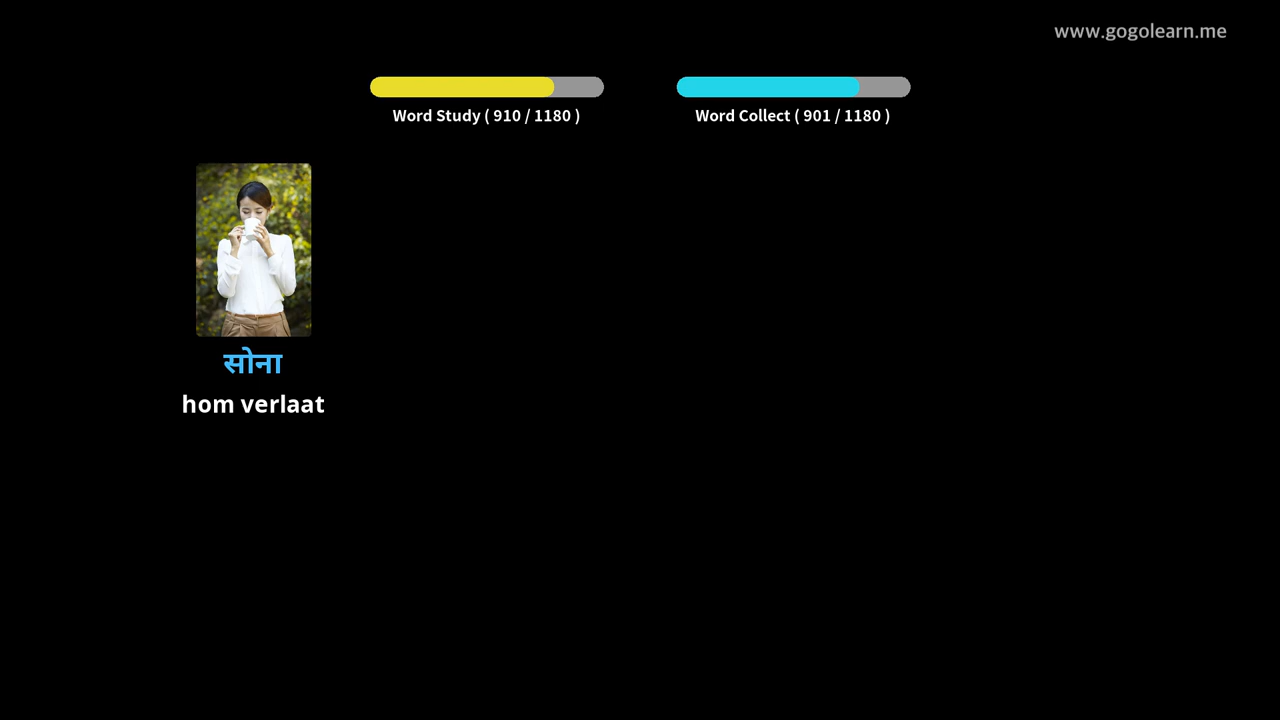 www.gogolearn.me
Word Study ( 910 / 1180 )
Word Collect ( 901 / 1180 )
सोना
hom verlaat